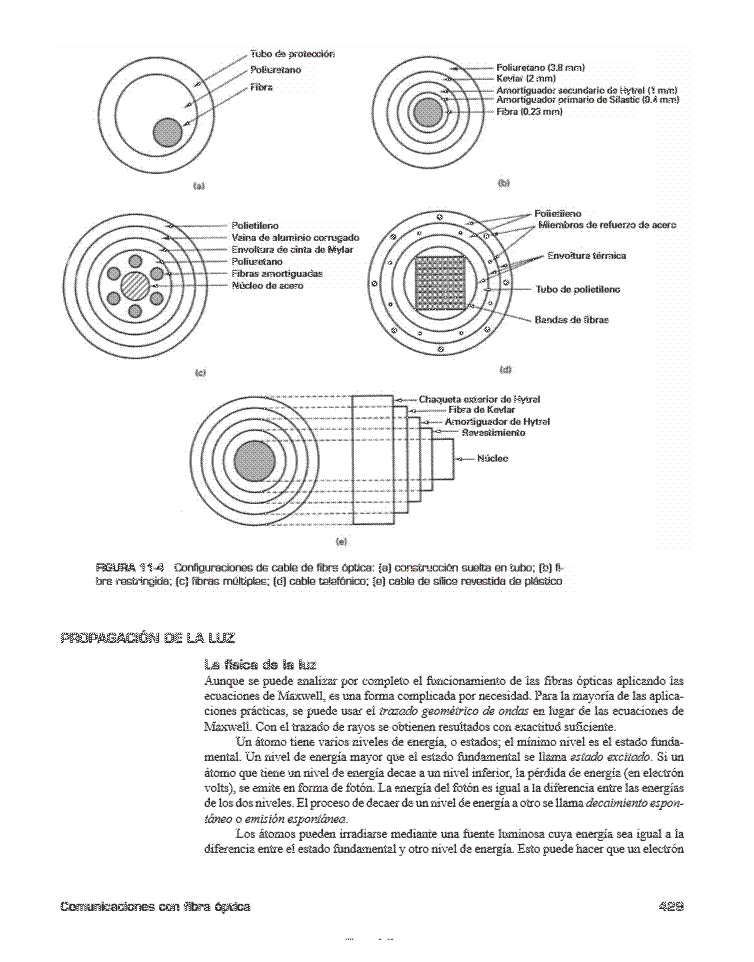 Tubo de protección
Poliuretano
Fibra
(a)
Poliuretano (3.8 mm)
Kevlar (2 mm)
Amortiguador secundario de Hytrel (1 mm)
Amortiguador primario de Silastic (0.4 mm)
Fibra (0.23 mm)
(b)
Polietileno
Vaina de aluminio corrugado
Envoltura de cinta de Mylar
Poliuretano
Fibras amortiguadas
Núcleo de acero
(c)
Polietileno
Miembros de refuerzo de acero
Envoltura térmica
Tubo de polietileno
Bandas de fibras
(d)
Chaqueta exterior de Hytrel
Fibra de Kevlar
Amortiguador de Hytrel
Revestimiento
Núcleo
(e)
FIGURA 11-4 Configuraciones de cable de fibra óptica: (a) construcción suelta en tubo; (b) fi-
bra restringida; (c) fibras múltiples; (d) cable telefónico; (e) cable de sílice revestida de plástico
PROPAGACIÓN DE LA LUZ
La física de la luz
Aunque se puede analizar por completo el funcionamiento de las fibras ópticas aplicando las
ecuaciones de Maxwell, es una forma complicada por necesidad. Para la mayoría de las aplica-
ciones prácticas, se puede usar el trazado geométrico de ondas en lugar de las ecuaciones de
Maxwell. Con el trazado de rayos se obtienen resultados con exactitud suficiente.
Un átomo tiene varios niveles de energía, o estados; el mínimo nivel es el estado funda-
mental. Un nivel de energía mayor que el estado fundamental se llama estado excitado. Si un
átomo que tiene un nivel de energía decae a un nivel inferior, la pérdida de energía (en electrón
volts), se emite en forma de fotón. La energía del fotón es igual a la diferencia entre las energías
de los dos niveles. El proceso de decaer de un nivel de energía a otro se llama decaimiento espon-
táneo o emisión espontánea.
Los átomos pueden irradiarse mediante una fuente luminosa cuya energía sea igual a la
diferencia entre el estado fundamental y otro nivel de energía. Esto puede hacer que un electrón
Comunicaciones con fibra óptica
429